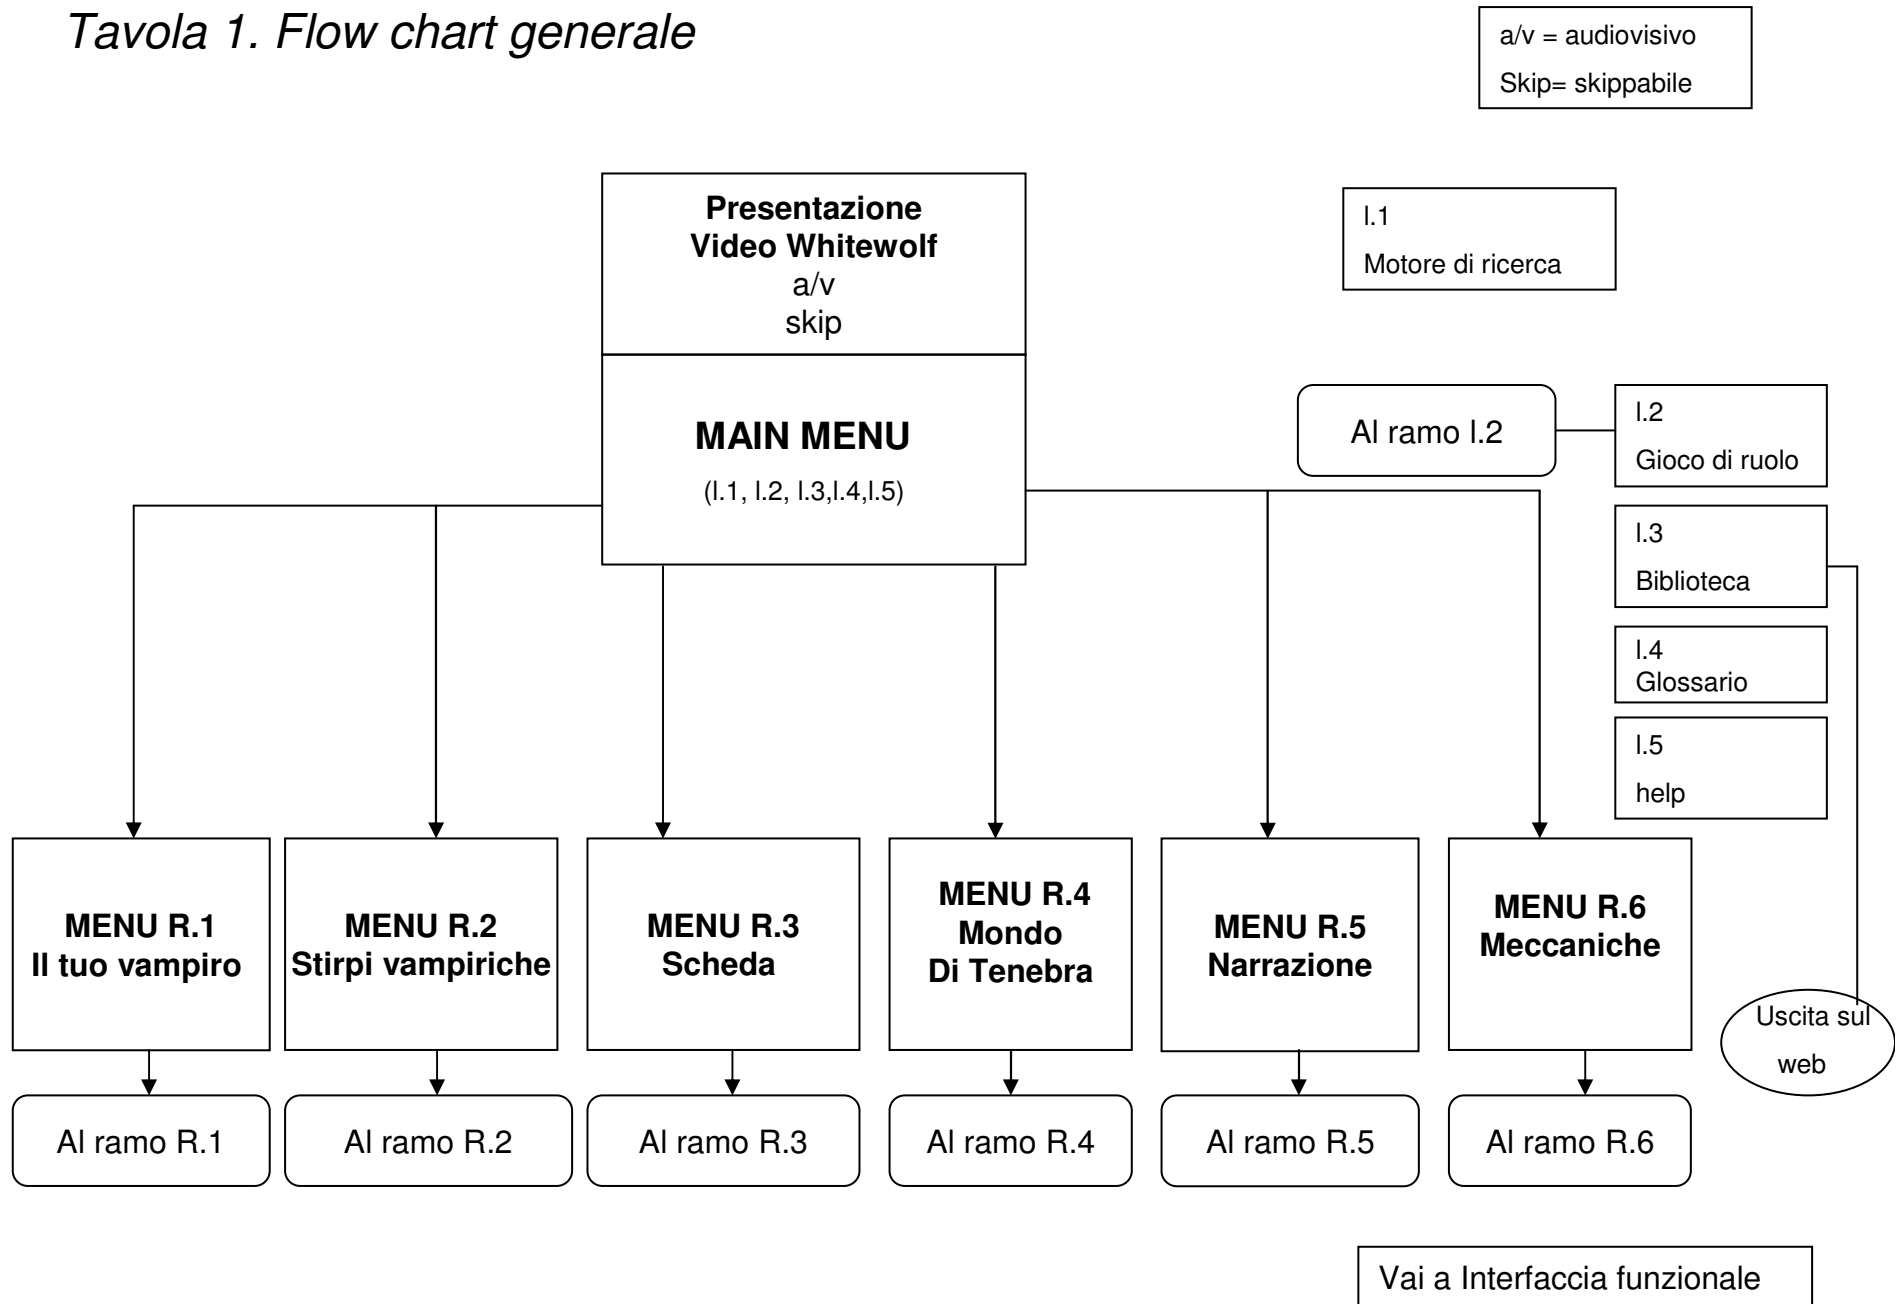 Tavola 1. Flow chart generale
a/v = audiovisivo
Skip= skippabile
Presentazione
Video Whitewolf
a/v
skip
I.1
Motore di ricerca
MAIN MENU
(I.1, I.2, I.3,I.4,I.5)
Al ramo I.2
I.2
Gioco di ruolo
I.3
Biblioteca
I.4
Glossario
I.5
help
MENU R.1
Il tuo vampiro
MENU R.2
Stirpi vampiriche
MENU R.3
Scheda
MENU R.4
Mondo
Di Tenebra
MENU R.5
Narrazione
MENU R.6
Meccaniche
Uscita sul
web
Al ramo R.1
Al ramo R.2
Al ramo R.3
Al ramo R.4
Al ramo R.5
Al ramo R.6
Vai a Interfaccia funzionale